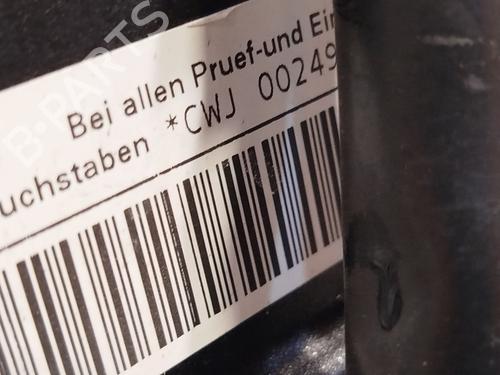 Bei allen Pruef-und Ein
uchstaben *CWJ 00249
B-PARTS